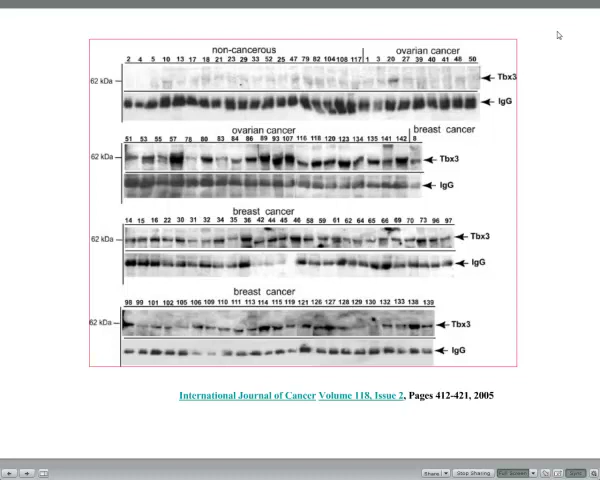 non-cancerous ovarian cancer
2 4 5 10 13 17 18 21 23 29 33 52 25 47 79 82 104 108 117 1 3 20 27 39 40 41 48 50
62 kDa Tbx3
IgG
ovarian cancer breast cancer
51 53 55 57 78 80 83 84 86 89 93 107 116 118 120 123 134 135 141 142 8
62 kDa Tbx3
IgG
breast cancer
14 15 16 22 30 31 32 34 35 36 42 44 45 46 58 59 61 62 64 65 66 69 70 73 96 97
62 kDa Tbx3
IgG
breast cancer
98 99 101 102 105 106 109 110 111 113 114 115 119 121 126 127 128 129 130 132 133 138 139
62 kDa Tbx3
IgG
International Journal of Cancer Volume 118, Issue 2, Pages 412-421, 2005
Share Stop Sharing Full Screen Sync